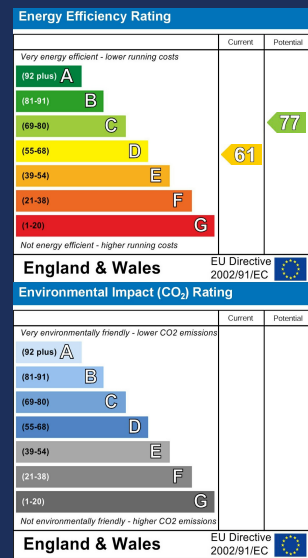 Energy Efficiency Rating
Current Potential
Very energy efficient - lower running costs
(92 plus) A
(81-91) B
(69-80) C
(55-68) D
(39-54) E
(21-38) F
(1-20) G
61
77
Not energy efficient - higher running costs
England & Wales
EU Directive
2002/91/EC
Environmental Impact (CO₂) Rating
Current Potential
Very environmentally friendly - lower CO2 emissions
(92 plus) A
(81-91) B
(69-80) C
(55-68) D
(39-54) E
(21-38) F
(1-20) G
Not environmentally friendly - higher CO2 emissions
England & Wales
EU Directive
2002/91/EC